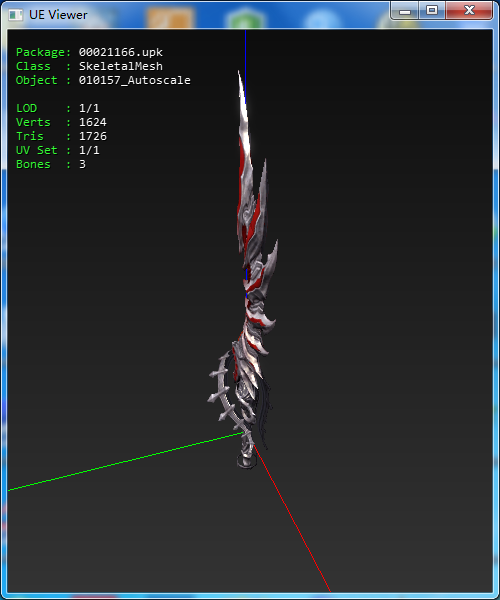 UE Viewer
Package: 00021166.upk
Class : SkeletalMesh
Object : 010157_Autoscale
LOD : 1/1
Verts : 1624
Tris : 1726
UV Set : 1/1
Bones : 3